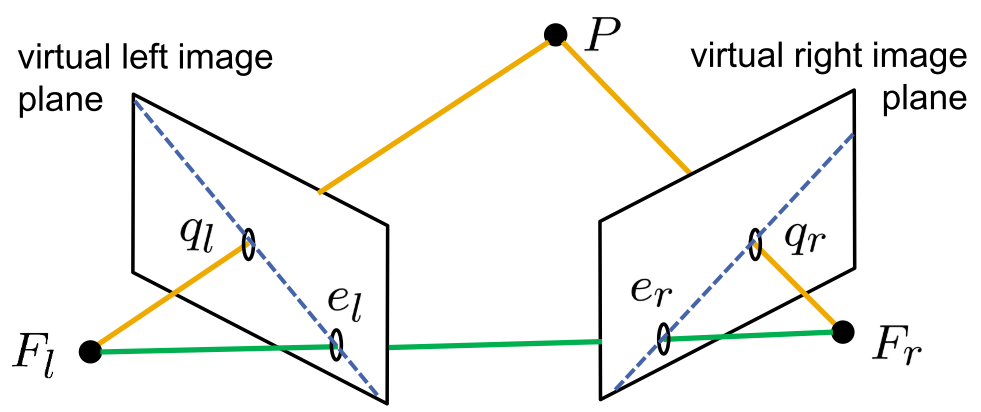 virtual left image
plane
P
virtual right image
plane
q_l
q_r
e_l
e_r
F_l
F_r